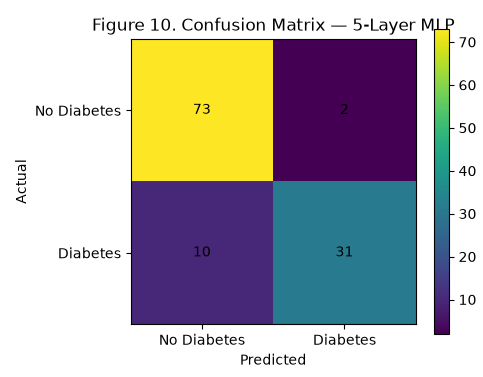 Figure 10. Confusion Matrix — 5-Layer MLP
No Diabetes
73
2
Diabetes
10
31
No Diabetes
Diabetes
Predicted
Actual
70
60
50
40
30
20
10